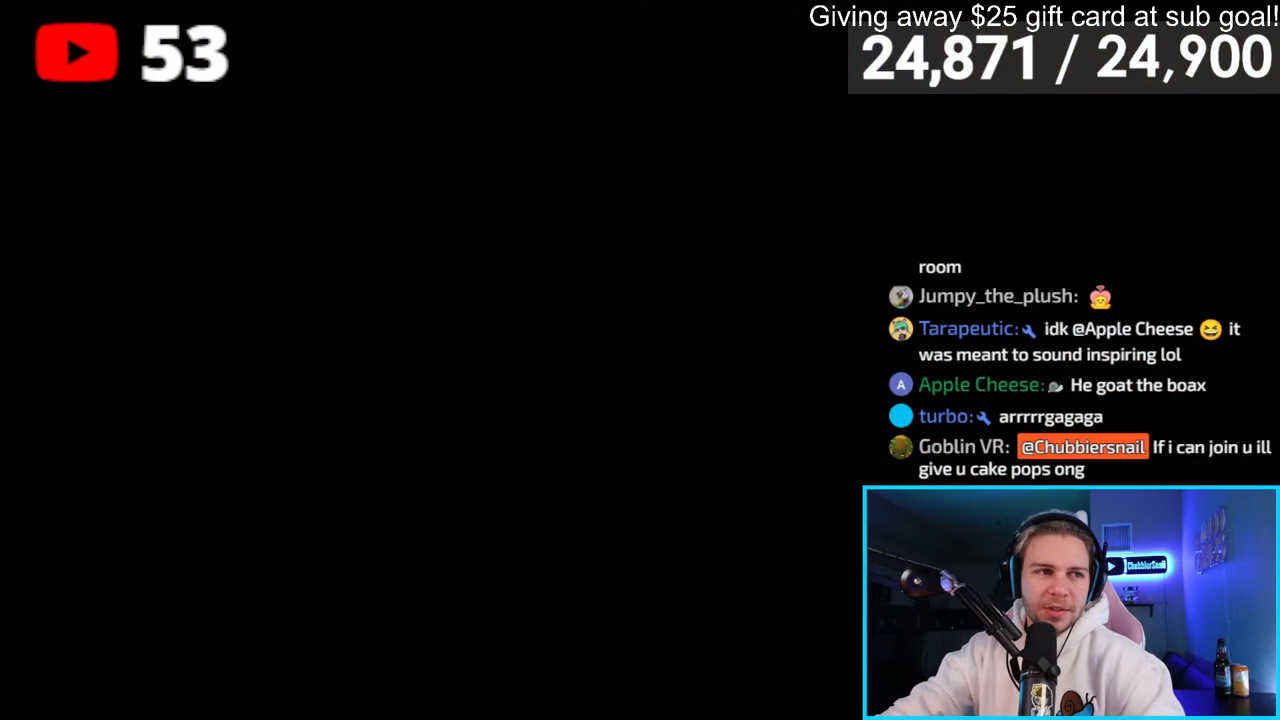 Giving away $25 gift card at sub goal!
53
24,871 / 24,900
room
Jumpy_the_plush:
Tarapeutic: idk @Apple Cheese it
was meant to sound inspiring lol
A Apple Cheese: He goat the boax
turbo: arrrrrgagaga
Goblin VR: @Chubbiersnail If i can join u ill
give u cake pops ong
ChubbierSnail